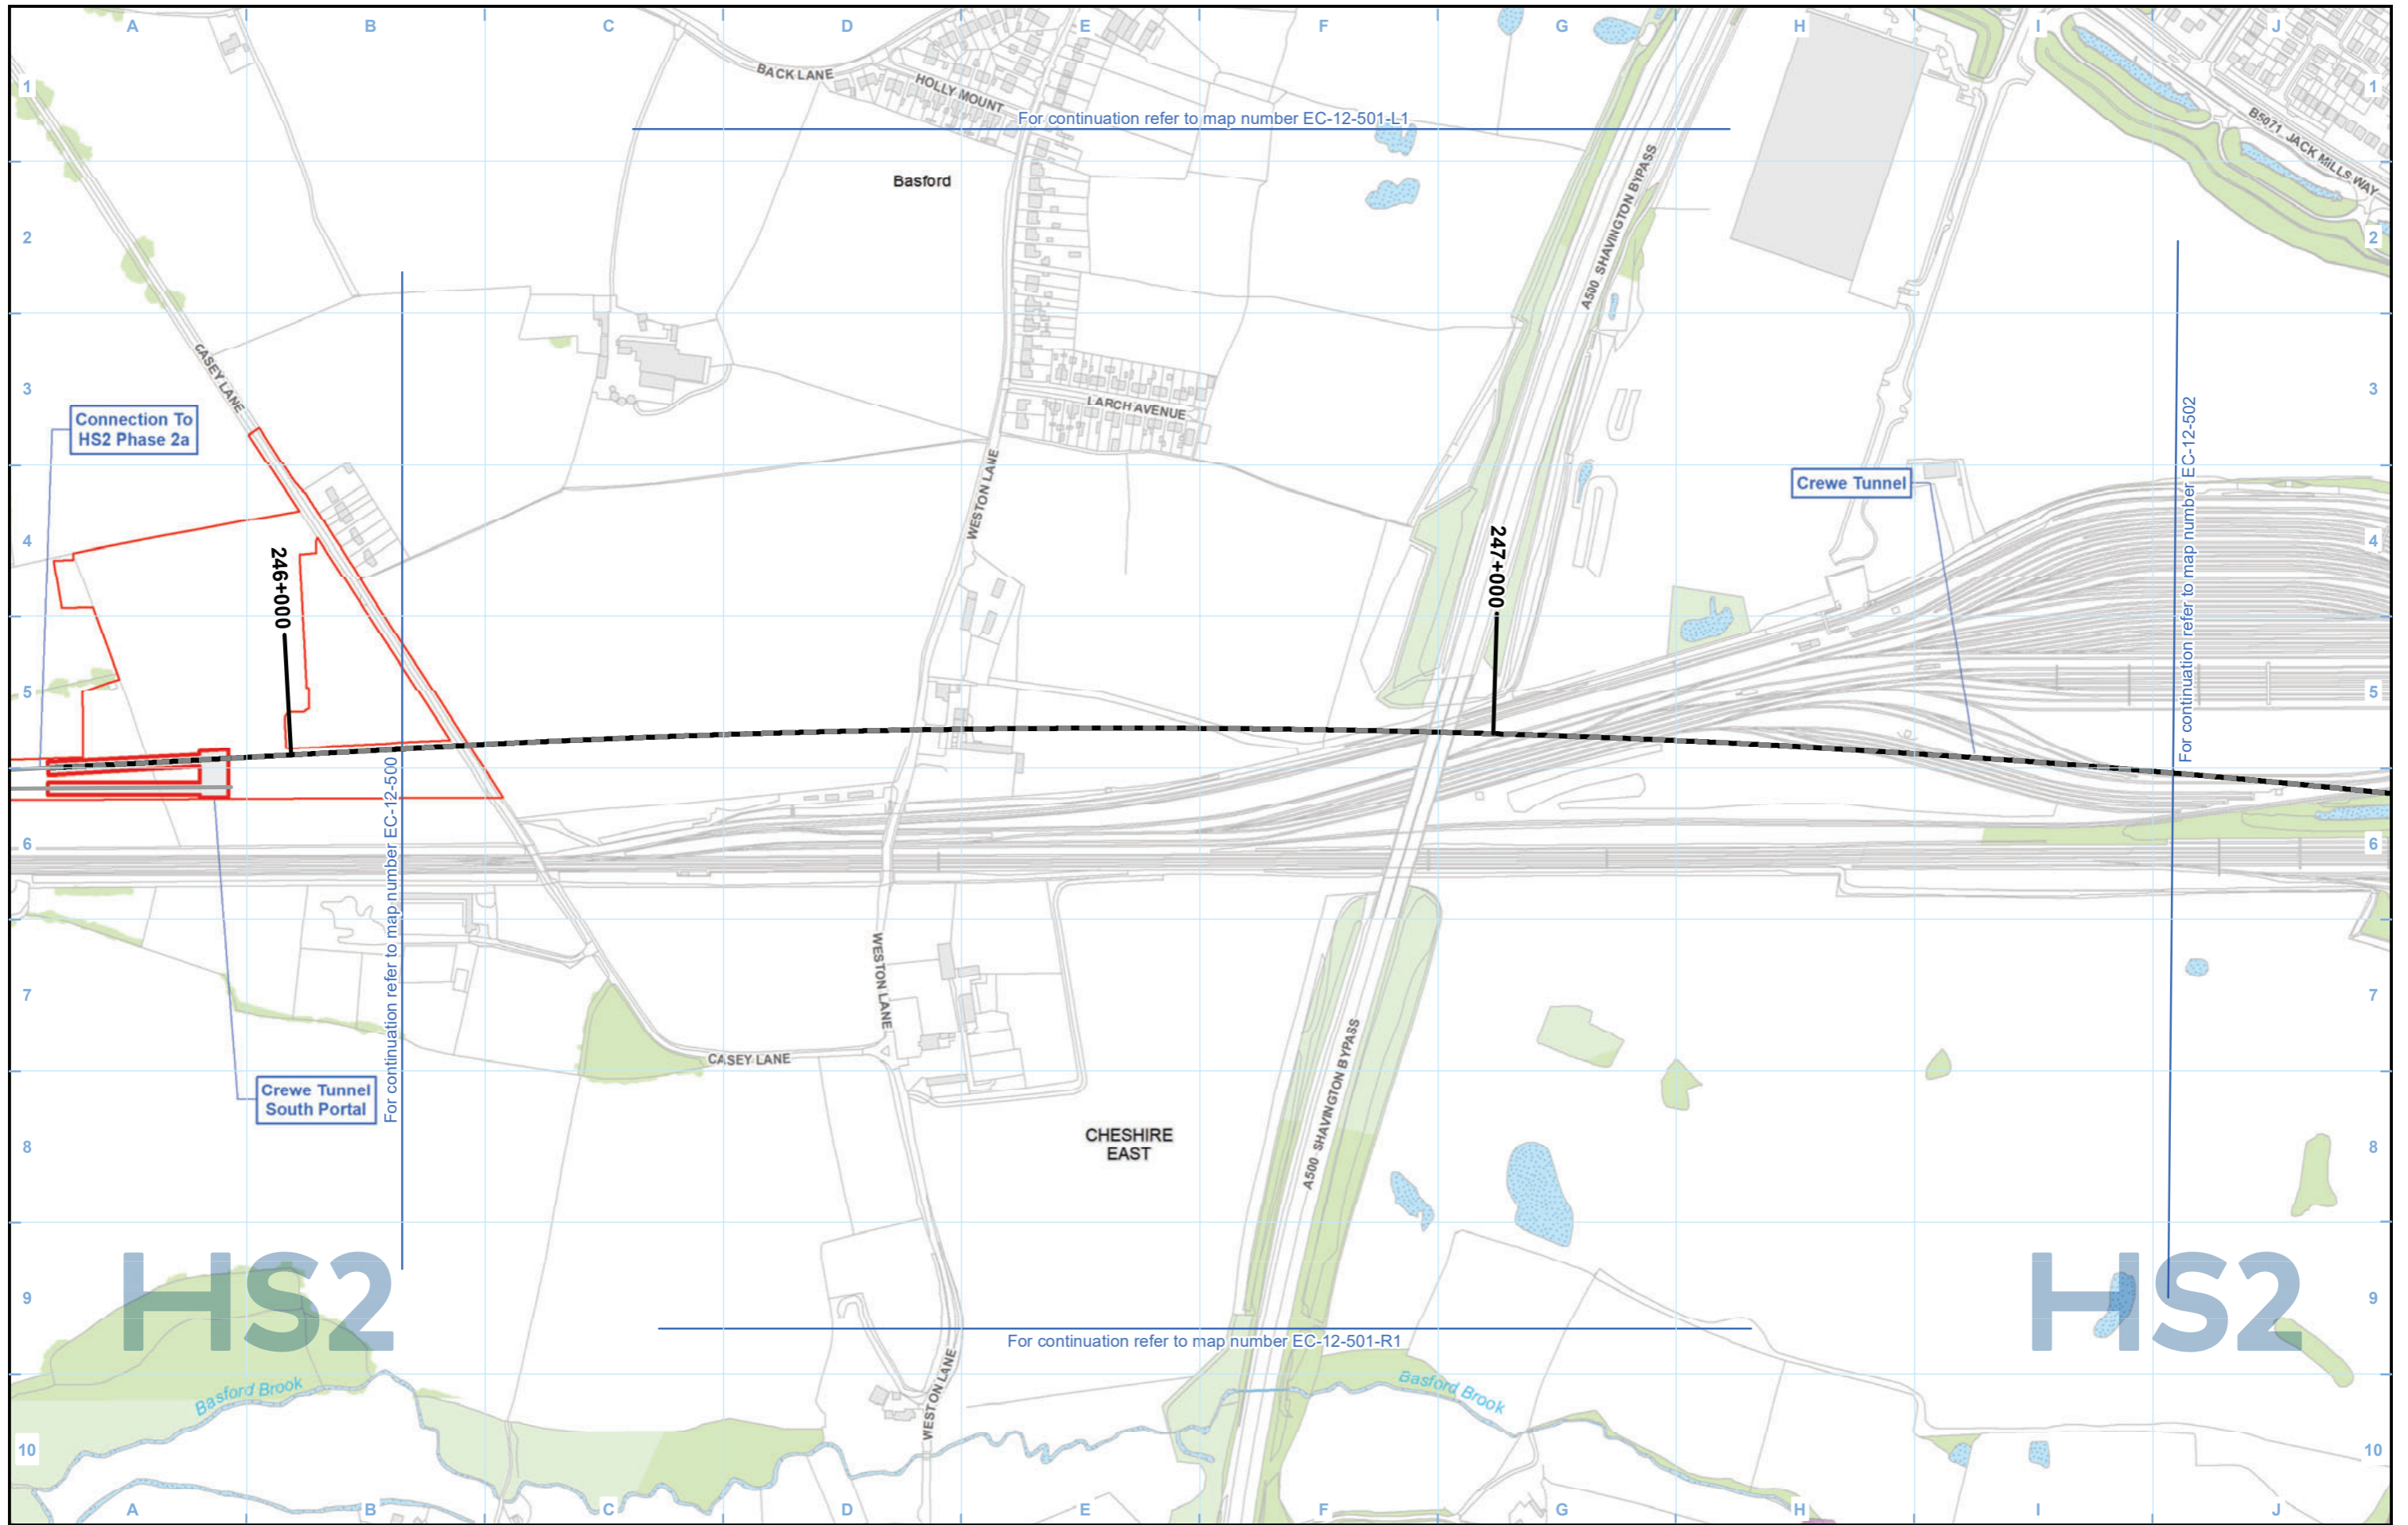 A B C D E F G H I J
1
2
3
4
5
6
7
8
9
10
BACK LANE
HOLLY MOUNT
For continuation refer to map number EC-12-501-L1
Basford
B5071 JACK MILLS WAY
A500 SHAVINGTON BYPASS
CASEY LANE
LARCH AVENUE
Connection To
HS2 Phase 2a
WESTON LANE
Crewe Tunnel
For continuation refer to map number EC-12-502
246+000
247+000
For continuation refer to map number EC-12-500
WESTON LANE
CASEY LANE
A500 SHAVINGTON BYPASS
Crewe Tunnel
South Portal
CHESHIRE
EAST
HS2
HS2
For continuation refer to map number EC-12-501-R1
WESTON LANE
Basford Brook
Basford Brook
1
2
3
4
5
6
7
8
9
10
A B C D E F G H I J